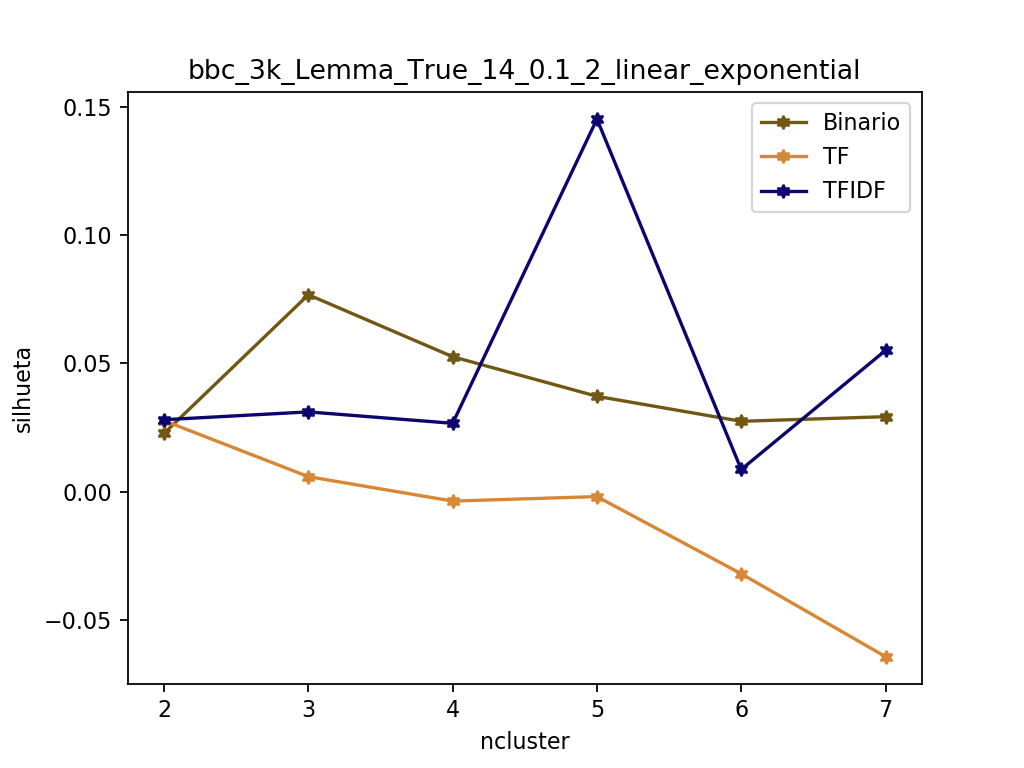 bbc_3k_Lemma_True_14_0.1_2_linear_exponential
silhueta
0.15
0.10
0.05
0.00
−0.05
Binario
TF
TFIDF
2 3 4 5 6 7
ncluster